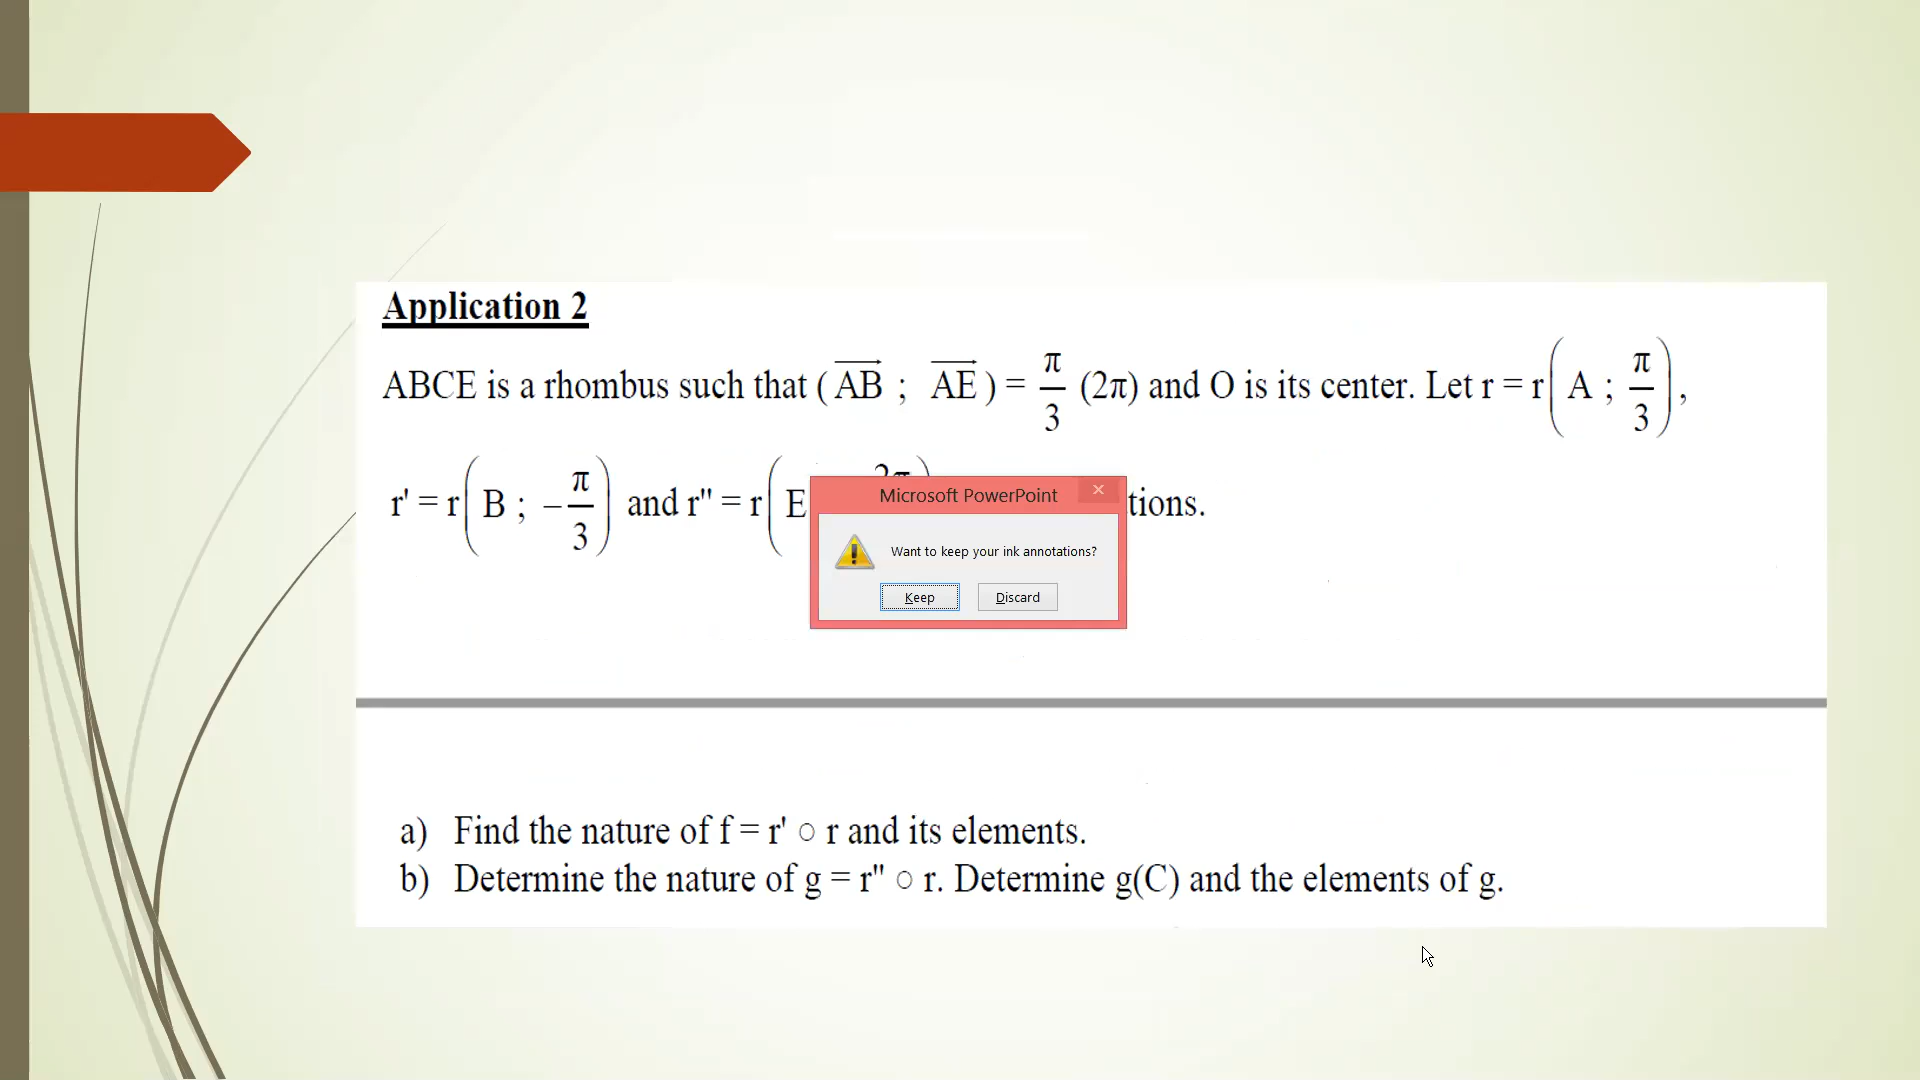 Application 2
ABCE is a rhombus such that ( AB ; AE ) = π/3 (2π) and O is its center. Let r = r( A ; π/3 ),
r' = r( B ; −π/3 ) and r" = r( E tions.
Microsoft PowerPoint
Want to keep your ink annotations?
Keep Discard
a) Find the nature of f = r' ○ r and its elements.
b) Determine the nature of g = r" ○ r. Determine g(C) and the elements of g.